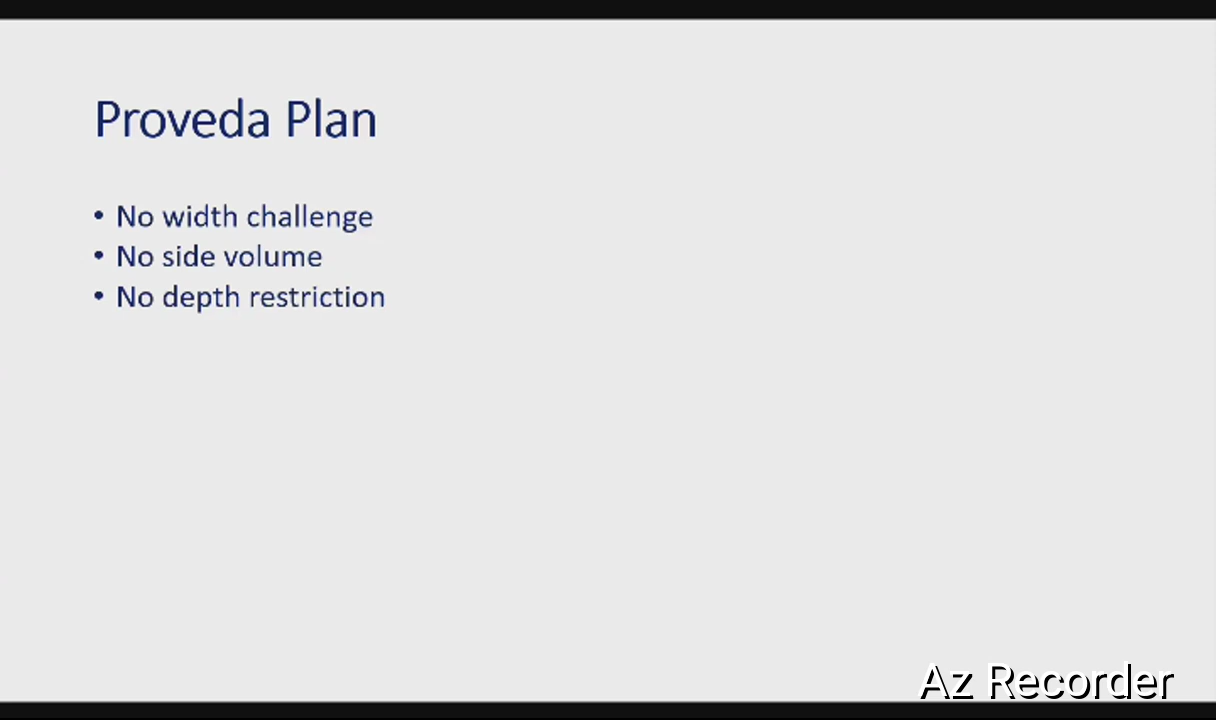 Proveda Plan
• No width challenge
• No side volume
• No depth restriction
Az Recorder